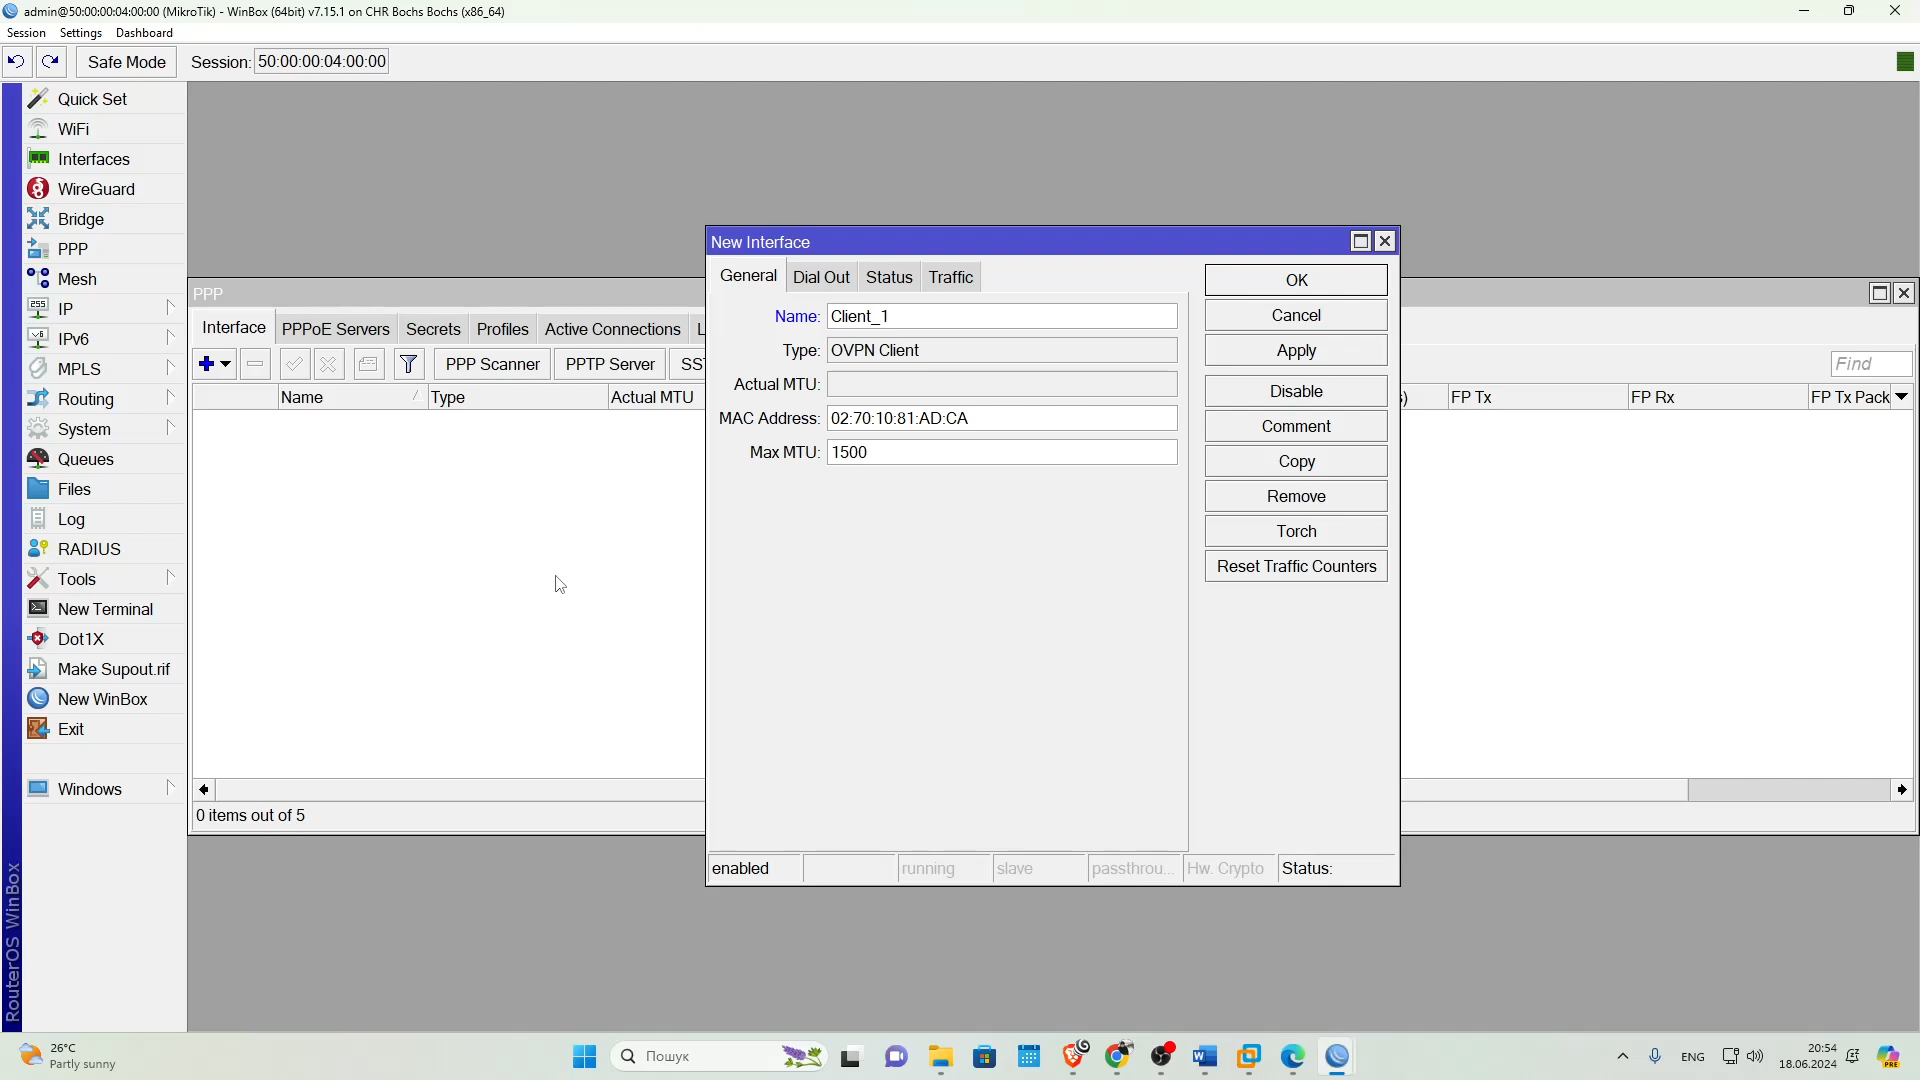 admin@50:00:00:04:00:00 (MikroTik) - WinBox (64bit) v7.15.1 on CHR Bochs Bochs (x86_64)
Session Settings Dashboard
Safe Mode Session: 50:00:00:04:00:00
Quick Set
WiFi
Interfaces
WireGuard
Bridge
PPP
Mesh
IP
IPv6
MPLS
Routing
System
Queues
Files
Log
RADIUS
Tools
New Terminal
Dot1X
Make Supout.rif
New WinBox
Exit
Windows
RouterOS WinBox
PPP
Interface PPPoE Servers Secrets Profiles Active Connections L
PPP Scanner PPTP Server SST
Find
Name Type Actual MTU
s) FP Tx FP Rx FP Tx Pack
0 items out of 5
New Interface
General Dial Out Status Traffic
Name: Client_1
Type: OVPN Client
Actual MTU:
MAC Address: 02:70:10:81:AD:CA
Max MTU: 1500
OK
Cancel
Apply
Disable
Comment
Copy
Remove
Torch
Reset Traffic Counters
enabled running slave passthrou... Hw. Crypto Status:
26°C
Partly sunny
Пошук
ENG
20:54
18.06.2024
PRE